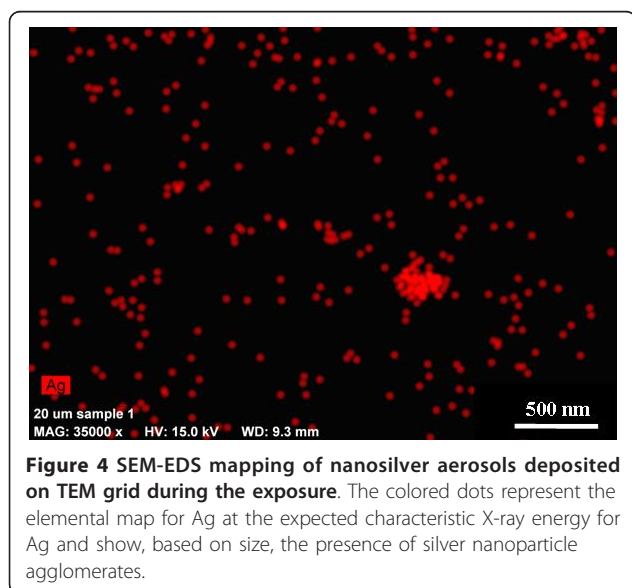 Ag
20 um sample 1
MAG: 35000 x HV: 15.0 kV WD: 9.3 mm
500 nm
Figure 4 SEM-EDS mapping of nanosilver aerosols deposited
on TEM grid during the exposure. The colored dots represent the
elemental map for Ag at the expected characteristic X-ray energy for
Ag and show, based on size, the presence of silver nanoparticle
agglomerates.